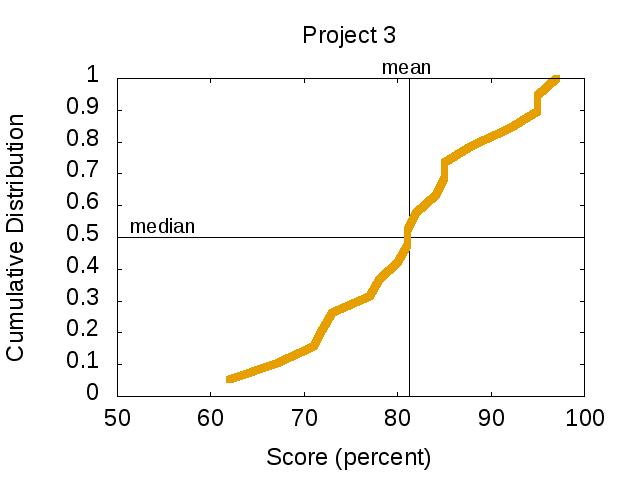 Project 3
mean
1
0.9
0.8
0.7
0.6
median
0.5
0.4
0.3
0.2
0.1
0
50 60 70 80 90 100
Score (percent)
Cumulative Distribution